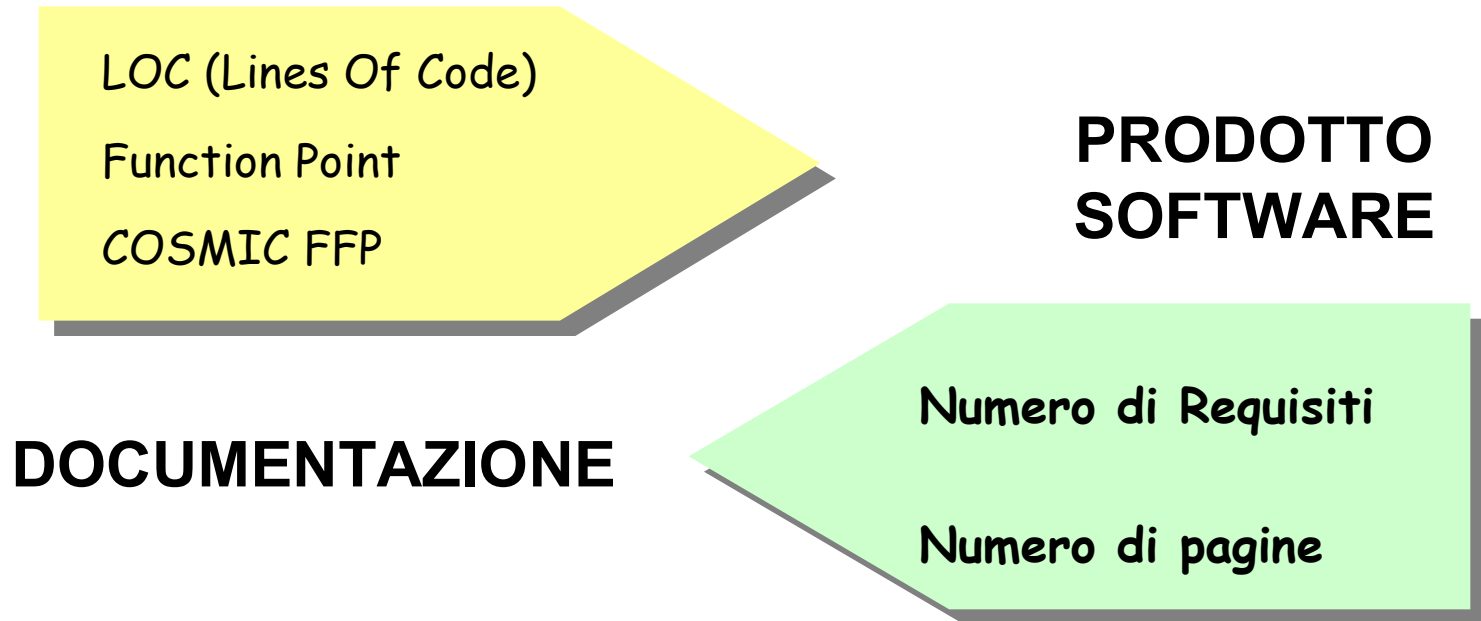 LOC (Lines Of Code)
Function Point
COSMIC FFP
PRODOTTO
SOFTWARE
DOCUMENTAZIONE
Numero di Requisiti
Numero di pagine